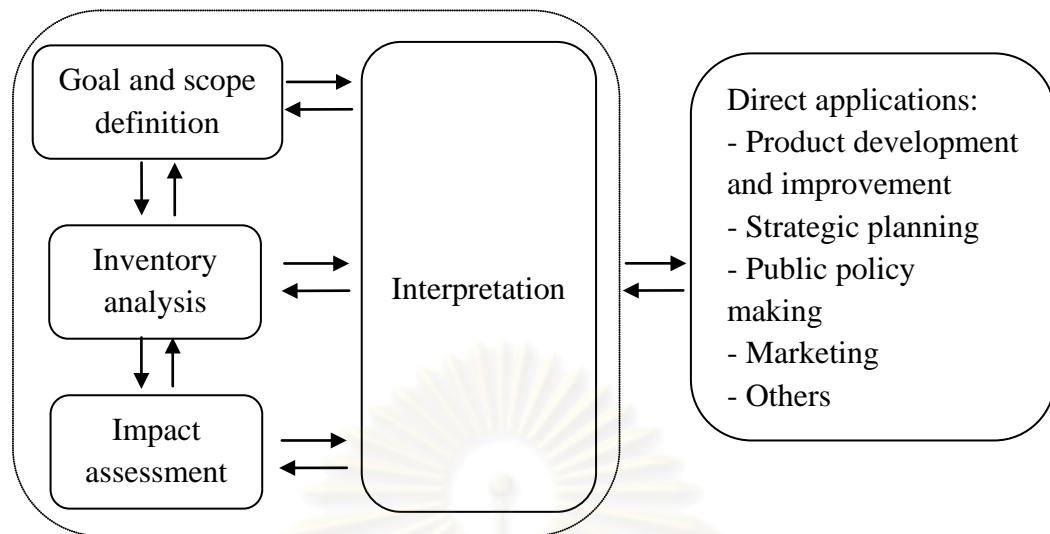 Goal and scope
definition
Inventory
analysis
Impact
assessment
Interpretation
Direct applications:
- Product development
and improvement
- Strategic planning
- Public policy
making
- Marketing
- Others